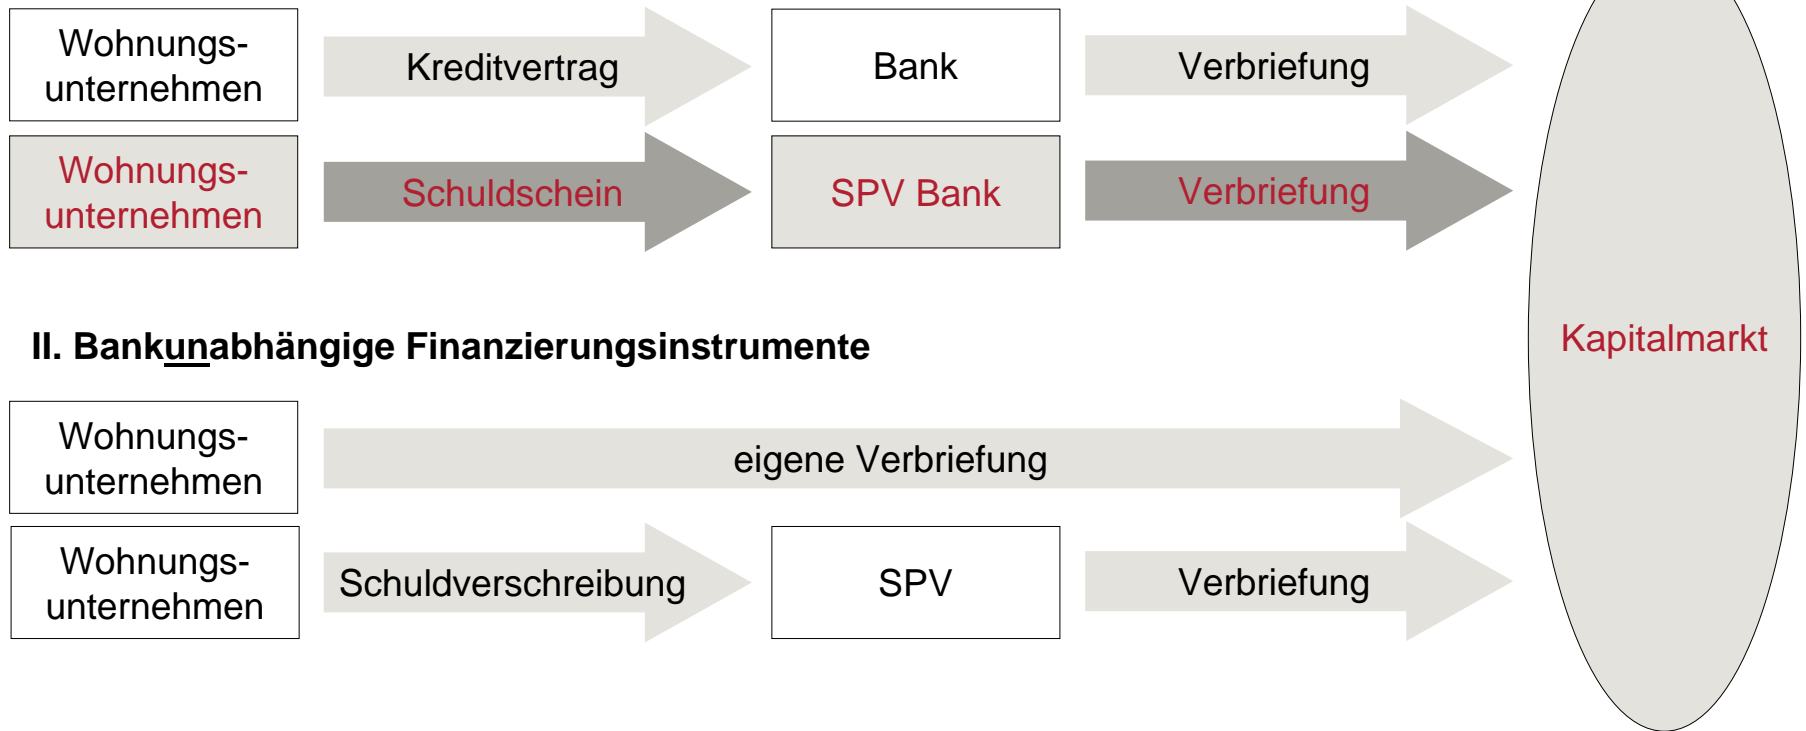 Wohnungs-
unternehmen
Kreditvertrag
Bank
Verbriefung
Wohnungs-
unternehmen
Schuldschein
SPV Bank
Verbriefung
Kapitalmarkt
II. Bankunabhängige Finanzierungsinstrumente
Wohnungs-
unternehmen
eigene Verbriefung
Wohnungs-
unternehmen
Schuldverschreibung
SPV
Verbriefung